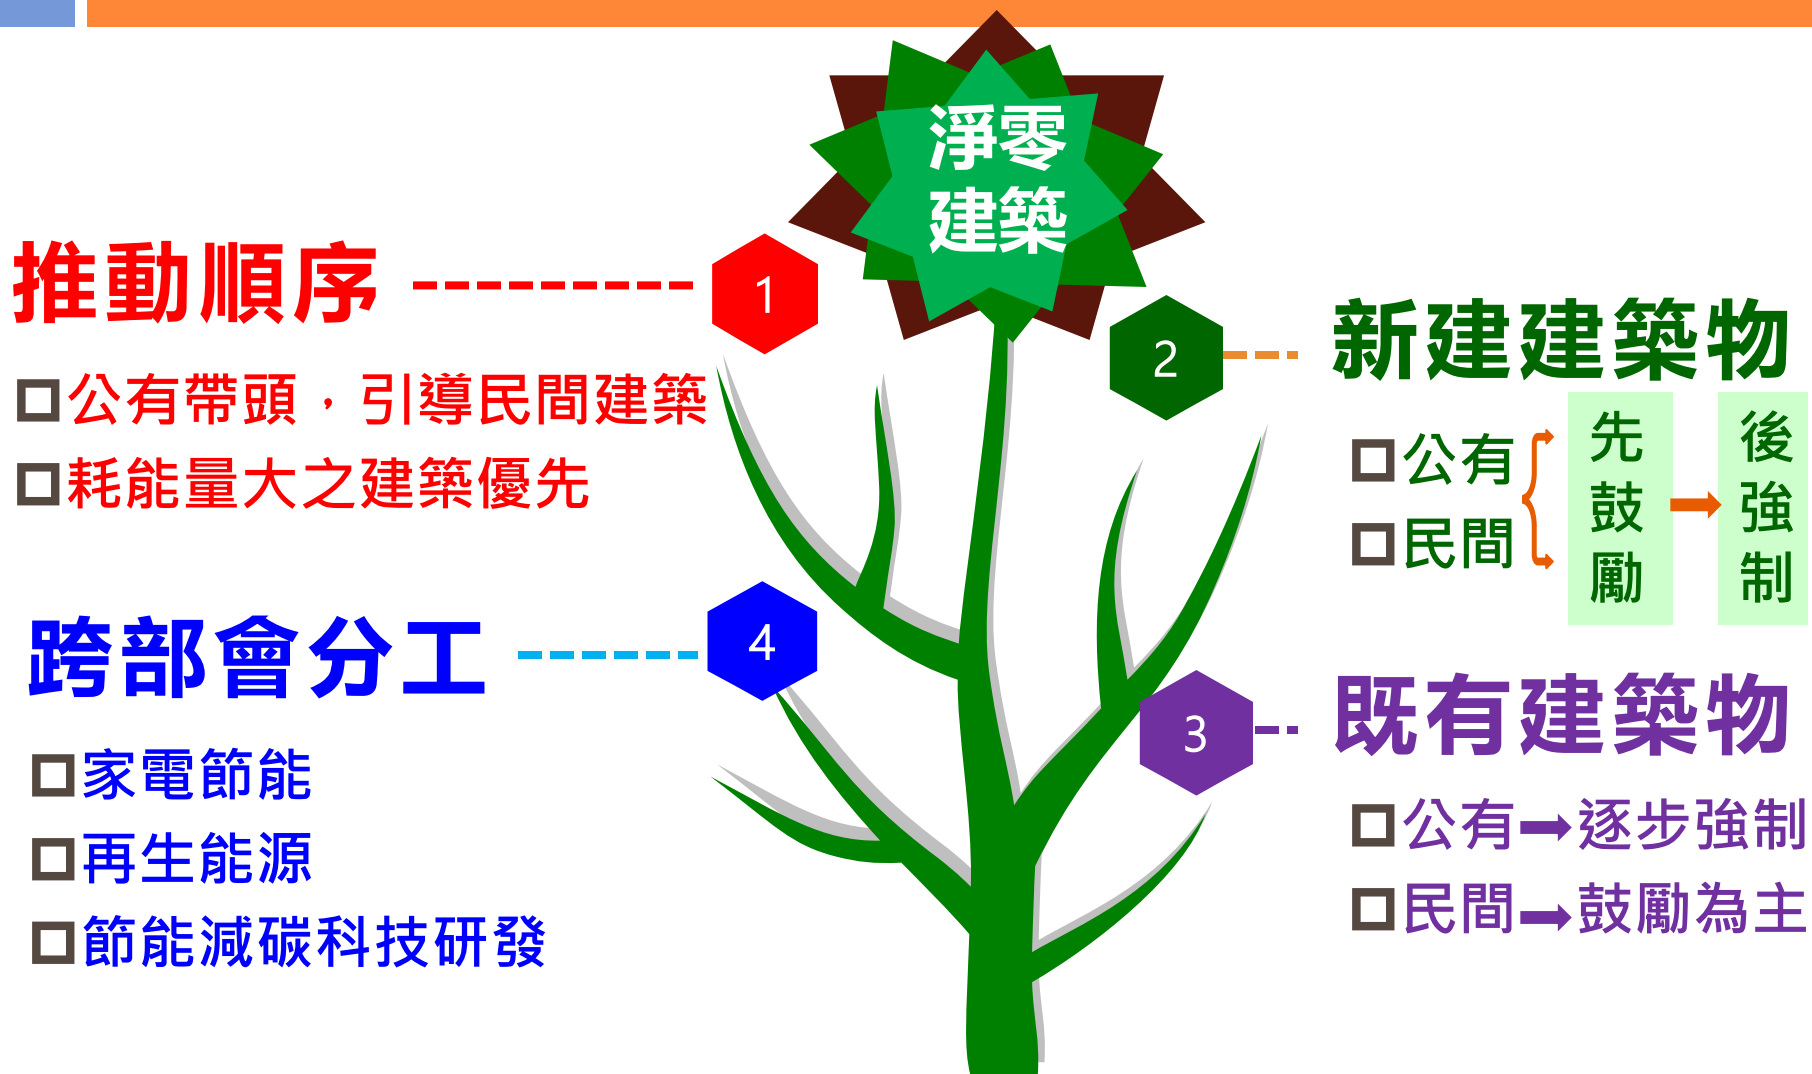 淨零
建築
1
推動順序
公有帶頭，引導民間建築
耗能量大之建築優先
2
新建建築物
公有
民間
先鼓勵
後強制
3
既有建築物
公有➡逐步強制
民間➡鼓勵為主
4
跨部會分工
家電節能
再生能源
節能減碳科技研發